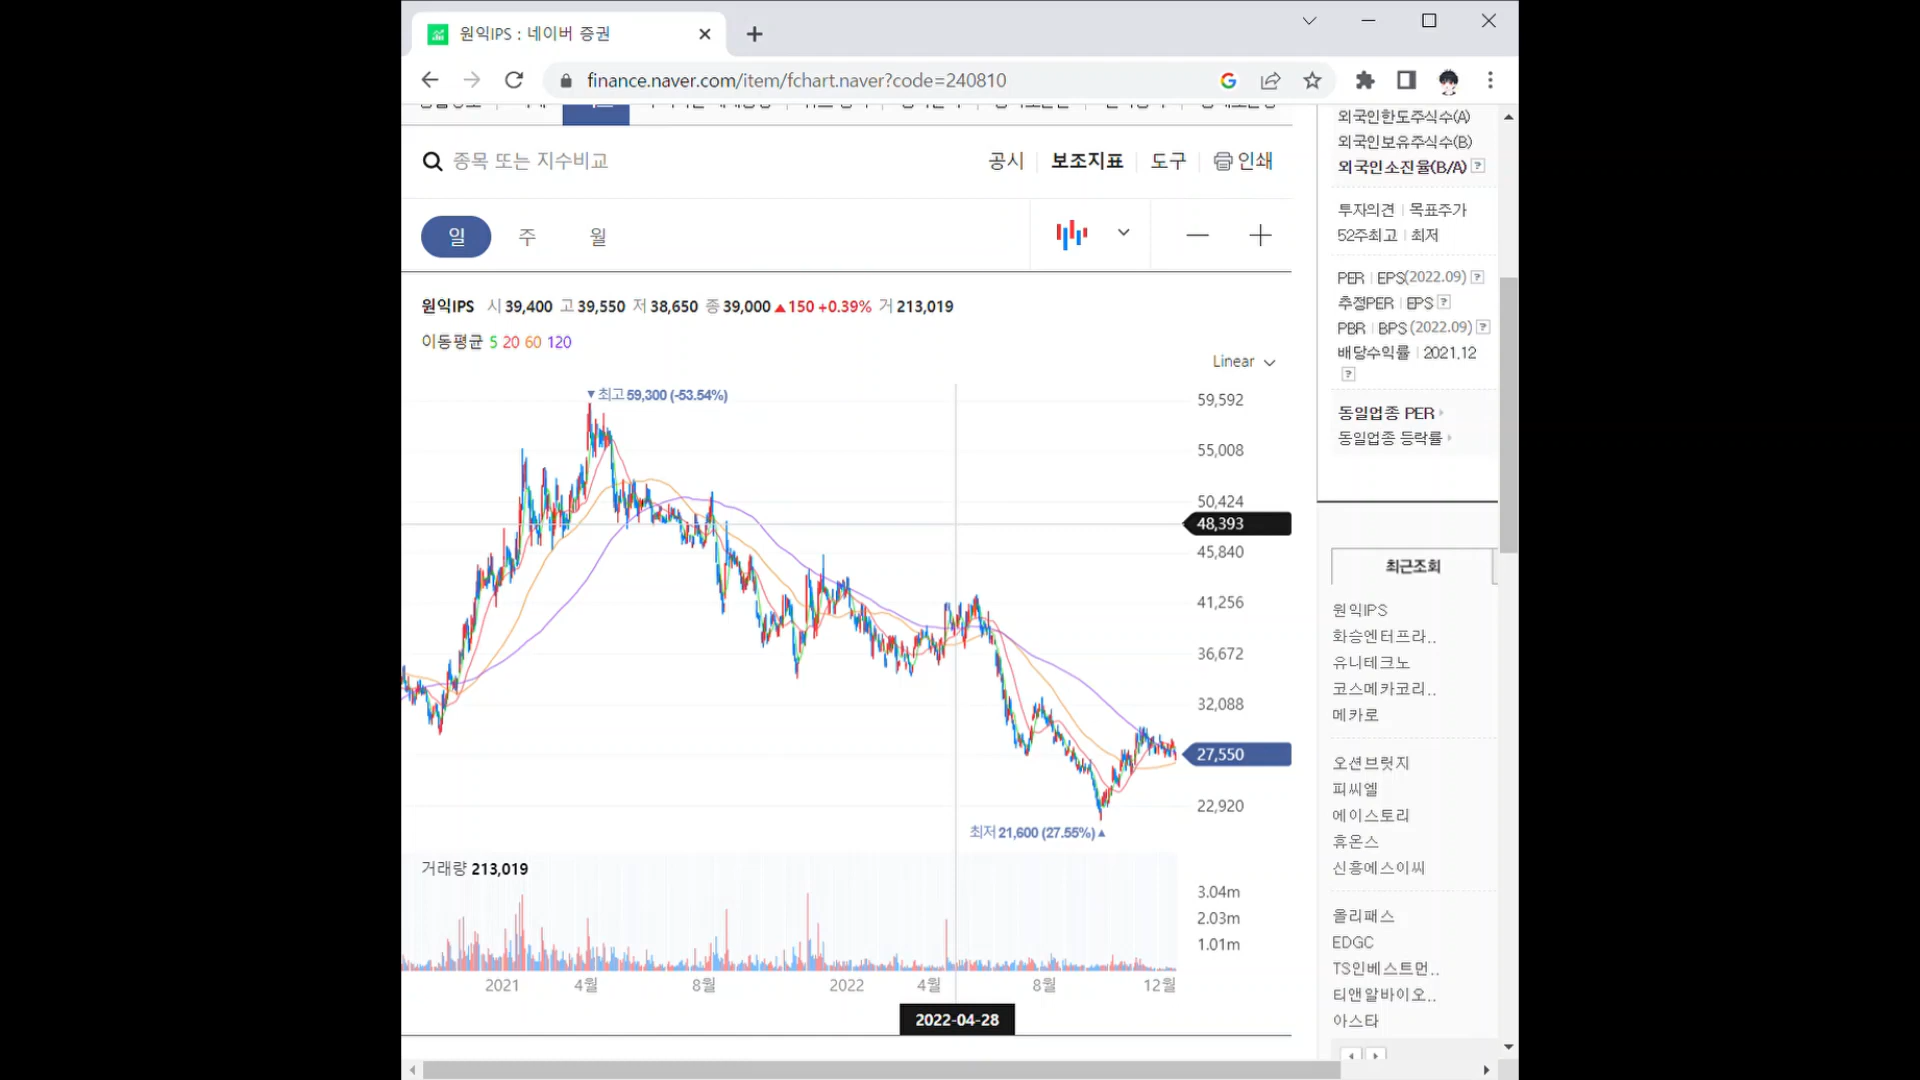 원익IPS : 네이버 증권
finance.naver.com/item/fchart.naver?code=240810
종목 또는 지수비교
공시 보조지표 도구 인쇄
일 주 월
원익IPS 시 39,400 고 39,550 저 38,650 종 39,000 ▲150 +0.39% 거 213,019
이동평균 5 20 60 120
Linear
▼최고 59,300 (-53.54%)
59,592
55,008
50,424
48,393
45,840
41,256
36,672
32,088
27,550
22,920
최저 21,600 (27.55%)▲
거래량 213,019
3.04m
2.03m
1.01m
2021 4월 8월 2022 4월 8월 12월
2022-04-28
외국인한도주식수(A)
외국인보유주식수(B)
외국인소진율(B/A) ?
투자의견 | 목표주가
52주최고 | 최저
PER | EPS(2022.09) ?
추정PER | EPS ?
PBR | BPS (2022.09) ?
배당수익률 | 2021.12
?
동일업종 PER
동일업종 등락률
최근조회
원익IPS
화승엔터프라..
유니테크노
코스메카코리..
메카로
오션브릿지
피씨엘
에이스토리
휴온스
신흥에스이씨
올리패스
EDGC
TS인베스트먼..
티앤알바이오..
아스타